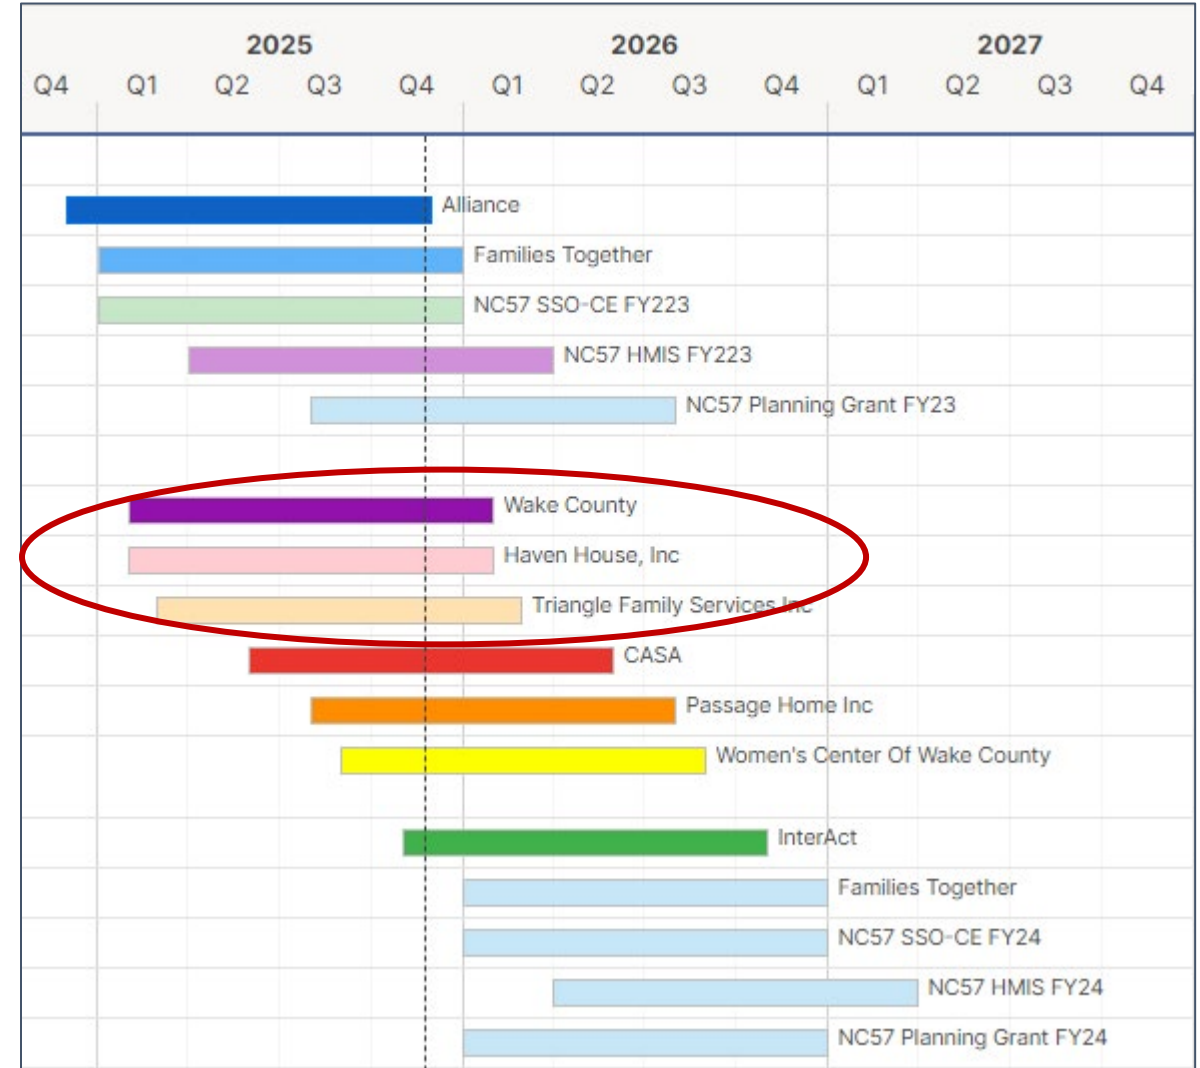 2025 2026 2027
Q4 Q1 Q2 Q3 Q4 Q1 Q2 Q3 Q4 Q1 Q2 Q3 Q4
Alliance
Families Together
NC57 SSO-CE FY223
NC57 HMIS FY223
NC57 Planning Grant FY23
Wake County
Haven House, Inc
Triangle Family Services Inc
CASA
Passage Home Inc
Women's Center Of Wake County
InterAct
Families Together
NC57 SSO-CE FY24
NC57 HMIS FY24
NC57 Planning Grant FY24